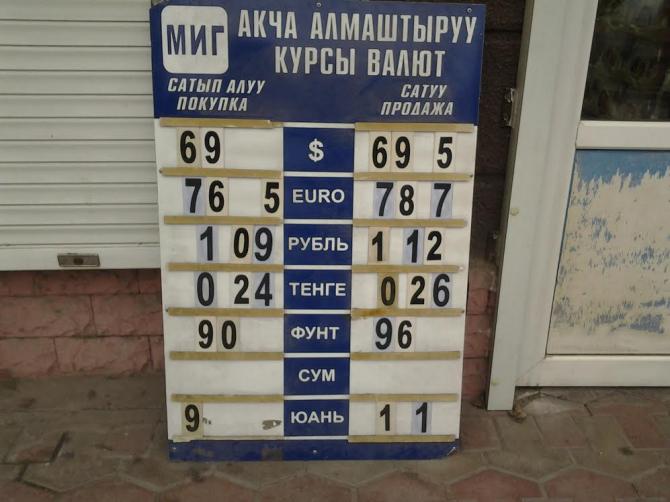 МИГ
АКЧА АЛМАШТЫРУУ
КУРСЫ ВАЛЮТ
САТЫП АЛУУ САТУУ
ПОКУПКА ПРОДАЖА
69 $ 69 5
76 5 EURO 78 7
1 09 РУБЛЬ 1 12
0 24 ТЕНГЕ 0 26
90 ФУНТ 96
СУМ
9 ЮАНЬ 1 1